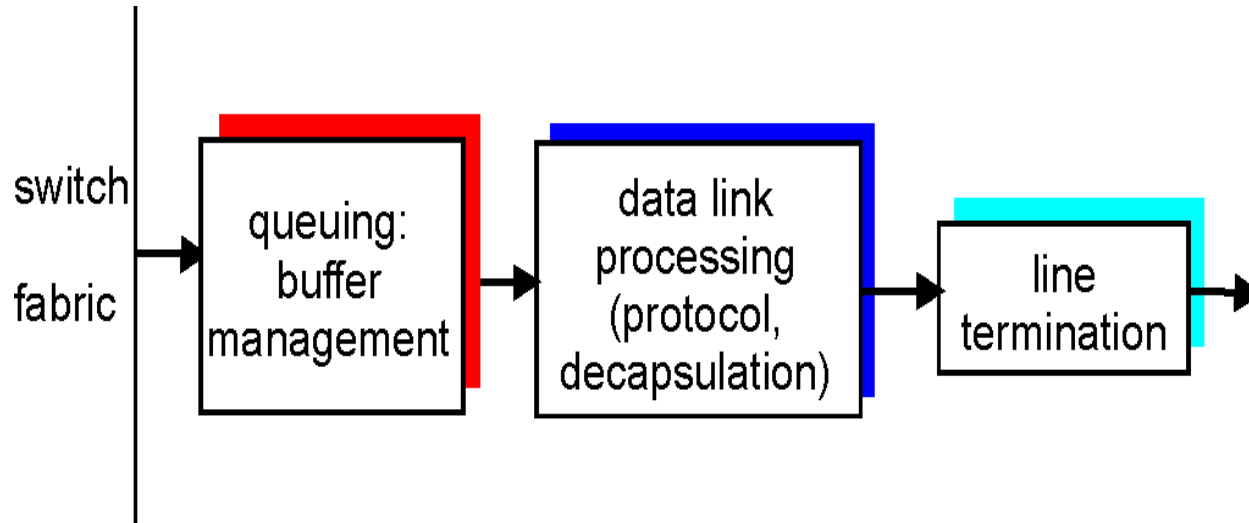 switch
fabric
queuing:
buffer
management
data link
processing
(protocol,
decapsulation)
line
termination